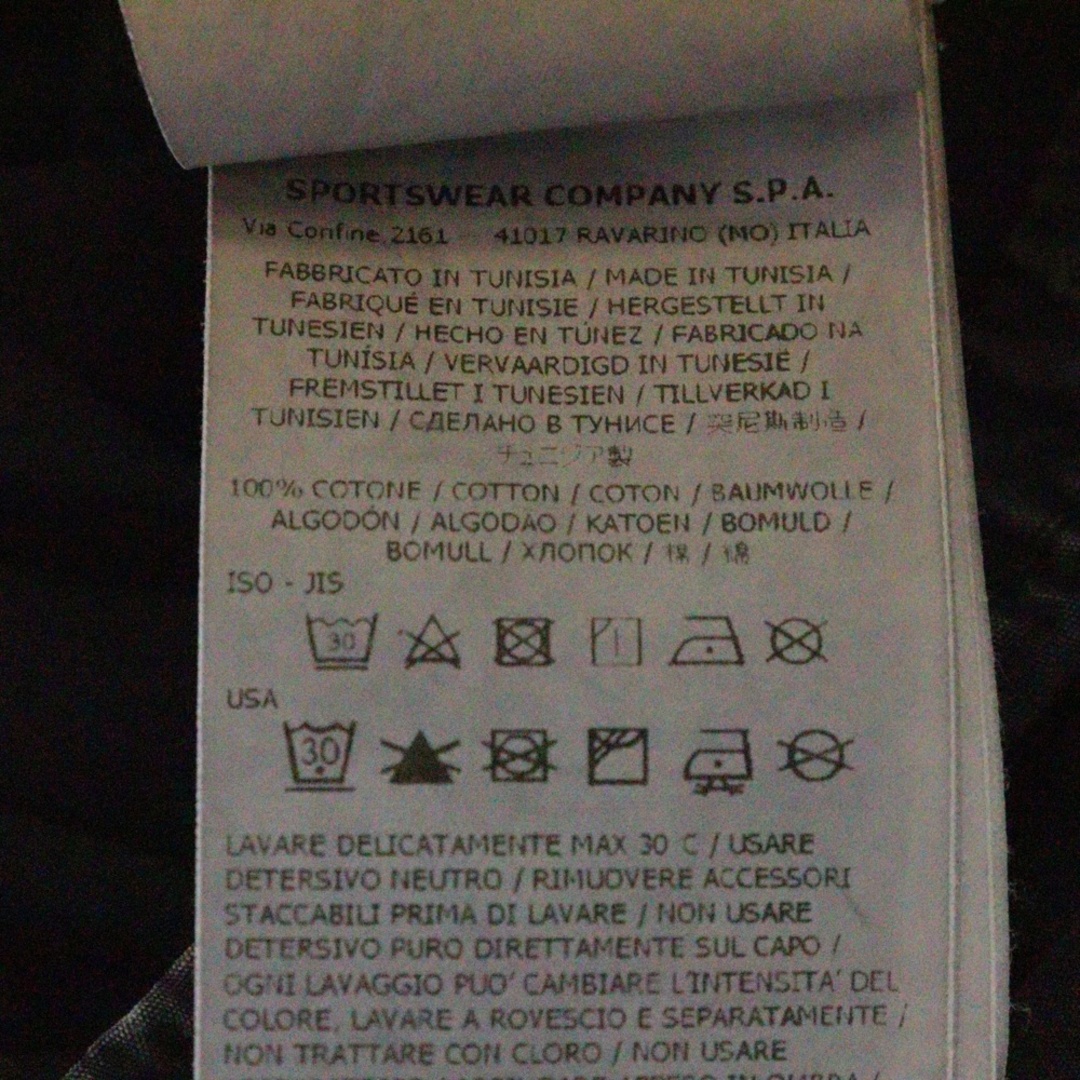 SPORTSWEAR COMPANY S.P.A.
Via Confine, 2161 41017 RAVARINO (MO) ITALIA
FABBRICATO IN TUNISIA / MADE IN TUNISIA /
FABRIQUÉ EN TUNISIE / HERGESTELLT IN
TUNESIEN / HECHO EN TÚNEZ / FABRICADO NA
TUNÍSIA / VERVAARDIGD IN TUNESIË /
FREMSTILLET I TUNESIEN / TILLVERKAD I
TUNISIEN / СДЕЛАНО В ТУНИСЕ / 突尼斯制造 /
チュニジア製
100% COTONE / COTTON / COTON / BAUMWOLLE /
ALGODÓN / ALGODÃO / KATOEN / BOMULD /
BOMULL / ХЛОПОК / 棉 / 綿
ISO - JIS
30
USA
30
LAVARE DELICATAMENTE MAX 30 C / USARE
DETERSIVO NEUTRO / RIMUOVERE ACCESSORI
STACCABILI PRIMA DI LAVARE / NON USARE
DETERSIVO PURO DIRETTAMENTE SUL CAPO /
OGNI LAVAGGIO PUO' CAMBIARE L'INTENSITA' DEL
COLORE, LAVARE A ROVESCIO E SEPARATAMENTE /
NON TRATTARE CON CLORO / NON USARE